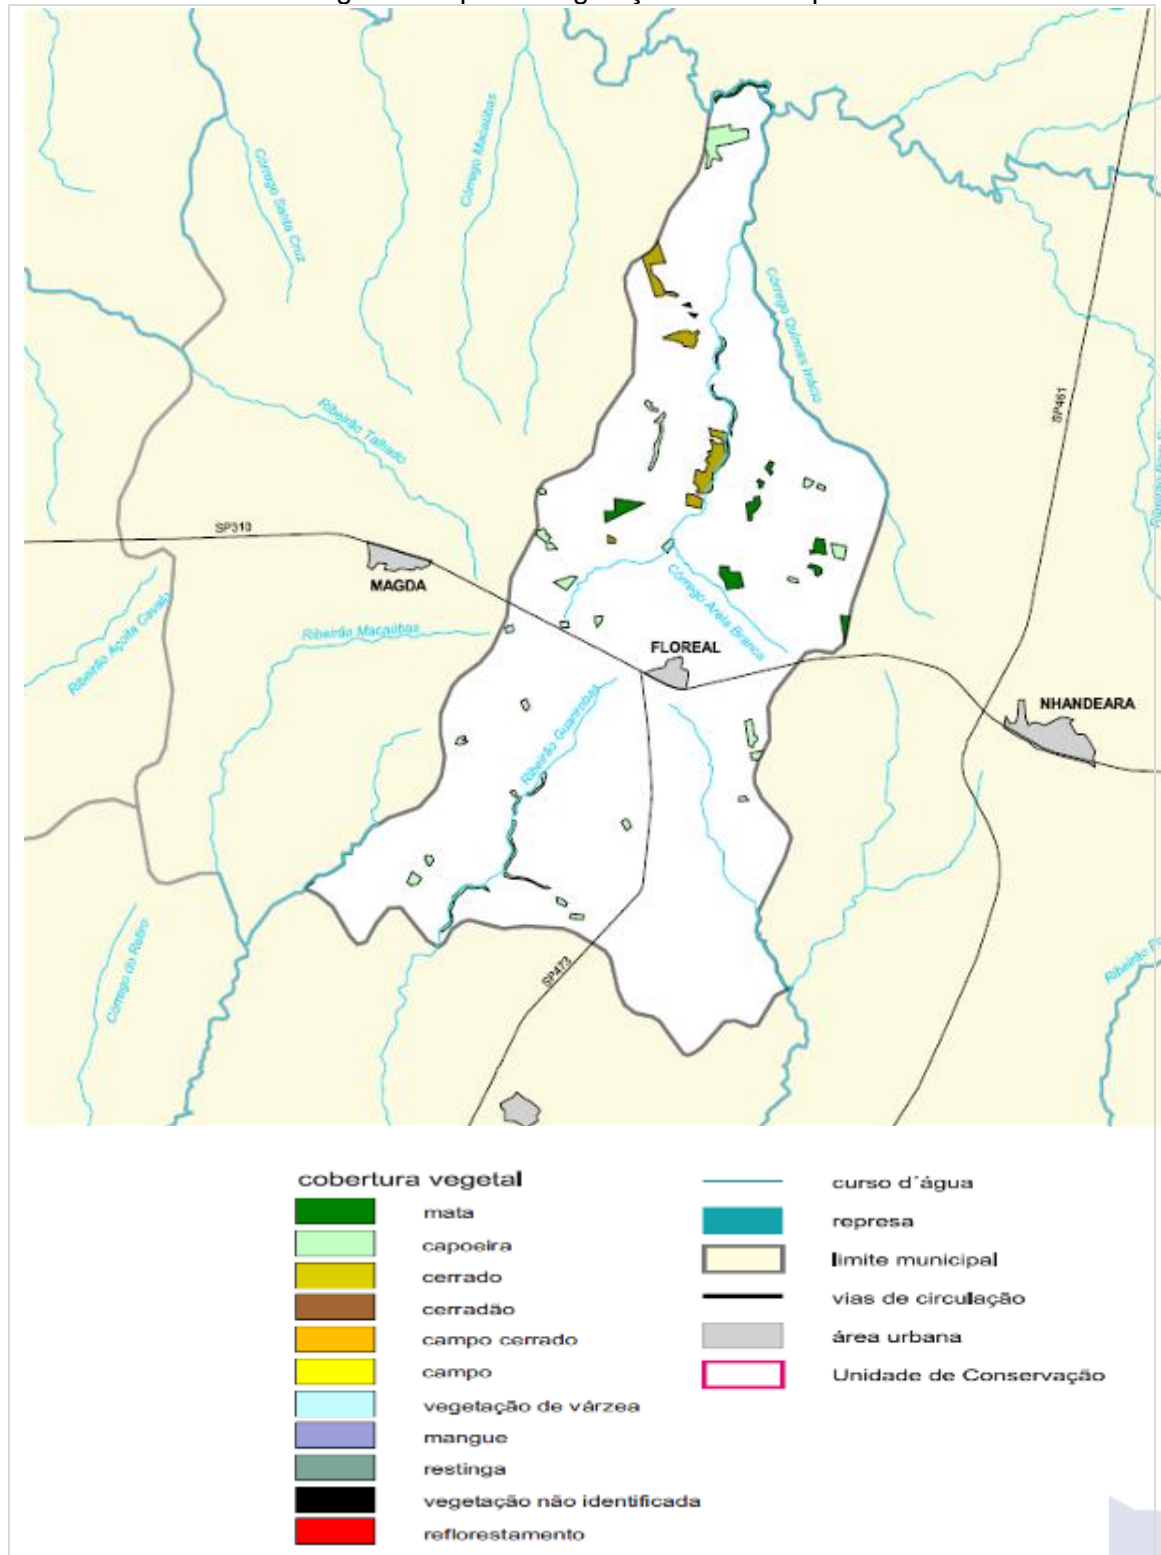 Córrego Macaúbas
Córrego Santa Cruz
Córrego Quimras Inácio
SP461
Ribeirão Talhado
SP310
MAGDA
Ribeirão Açoita Cavalo
Ribeirão Macaúbas
Córrego Areia Branca
FLOREAL
NHANDEARA
Ribeirão Guarirobas
Córrego do Retiro
SP473
Ribeirão
cobertura vegetal
mata
capoeira
cerrado
cerradão
campo cerrado
campo
vegetação de várzea
mangue
restinga
vegetação não identificada
reflorestamento
curso d´água
represa
limite municipal
vias de circulação
área urbana
Unidade de Conservação